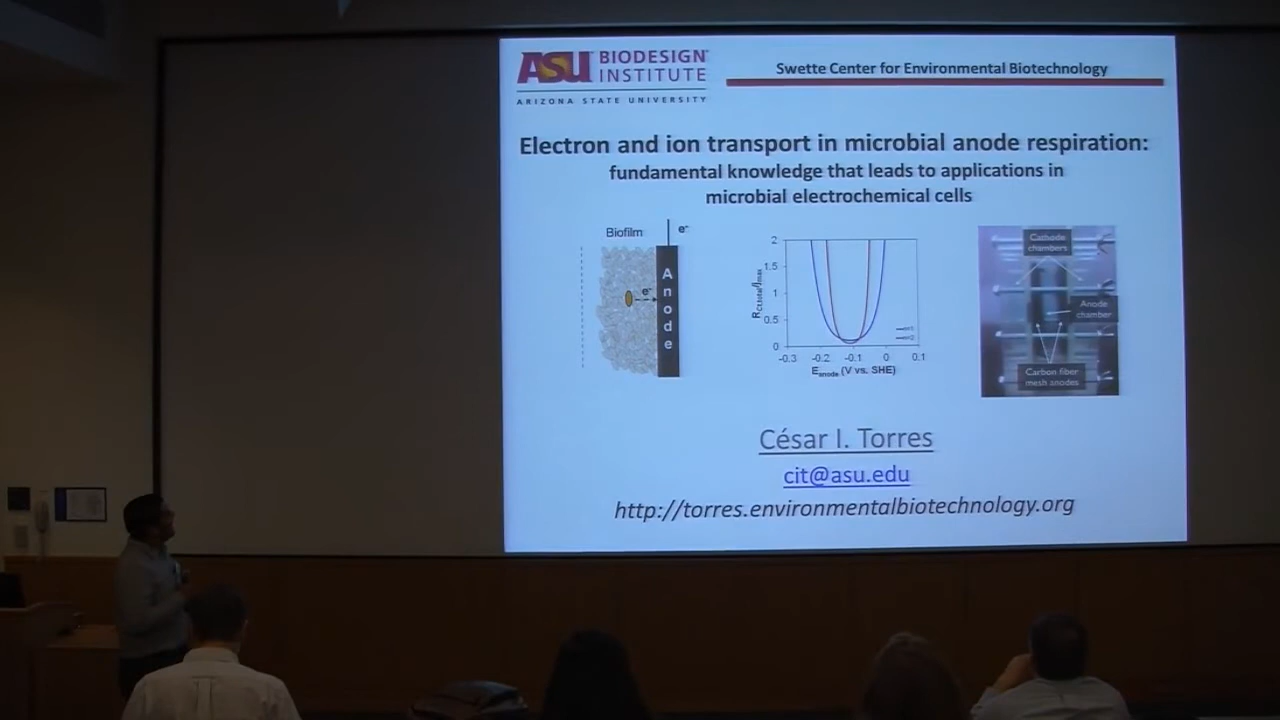 ASU BIODESIGN
INSTITUTE
ARIZONA STATE UNIVERSITY
Swette Center for Environmental Biotechnology
Electron and ion transport in microbial anode respiration:
fundamental knowledge that leads to applications in
microbial electrochemical cells
Biofilm
e-
e-
Anode
2
1.5
1
0.5
0
-0.3 -0.2 -0.1 0 0.1
E anode (V vs. SHE)
Cathode
chambers
Anode
chamber
Carbon fiber
mesh anodes
César I. Torres
cit@asu.edu
http://torres.environmentalbiotechnology.org